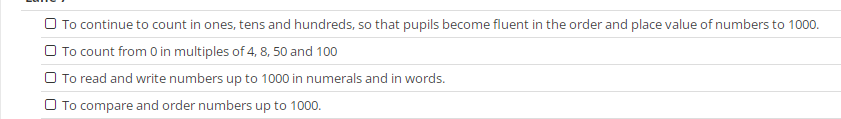 To continue to count in ones, tens and hundreds, so that pupils become fluent in the order and place value of numbers to 1000.
To count from 0 in multiples of 4, 8, 50 and 100
To read and write numbers up to 1000 in numerals and in words.
To compare and order numbers up to 1000.